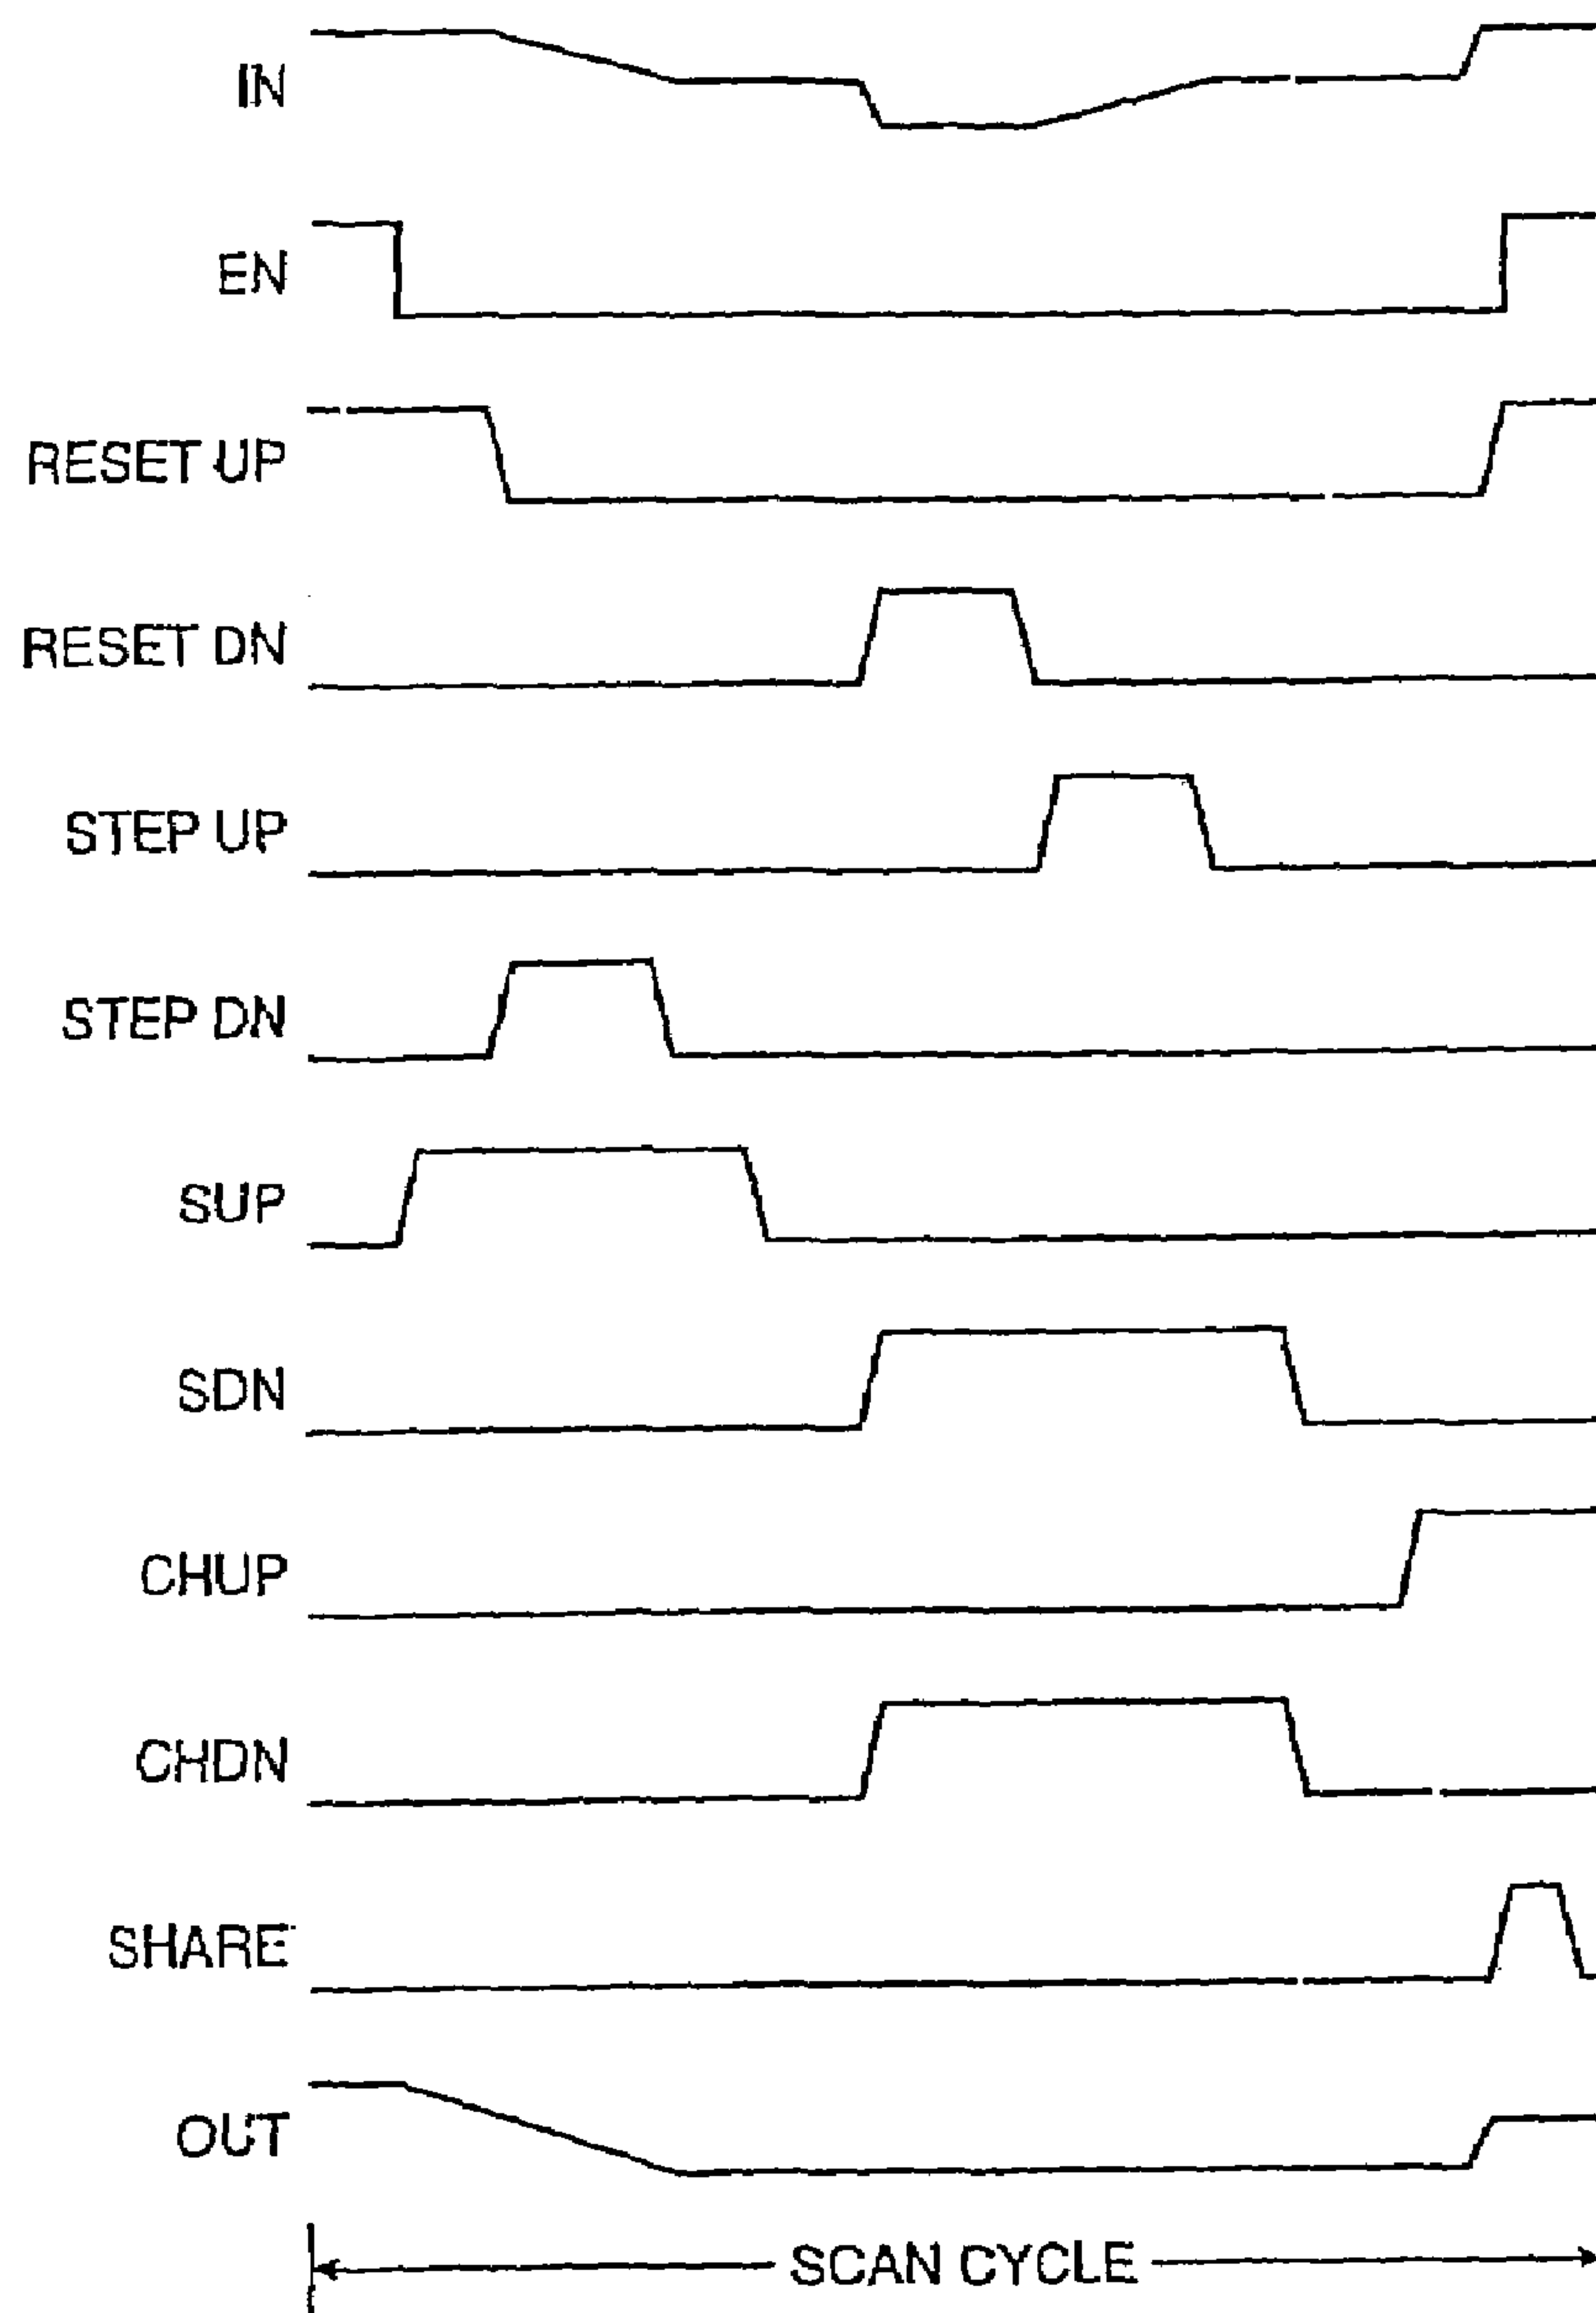 IN
EN
RESET UP
RESET DN
STEP UP
STEP DN
SUP
SDN
CHUP
CHDN
SHARE
OUT
SCAN CYCLE